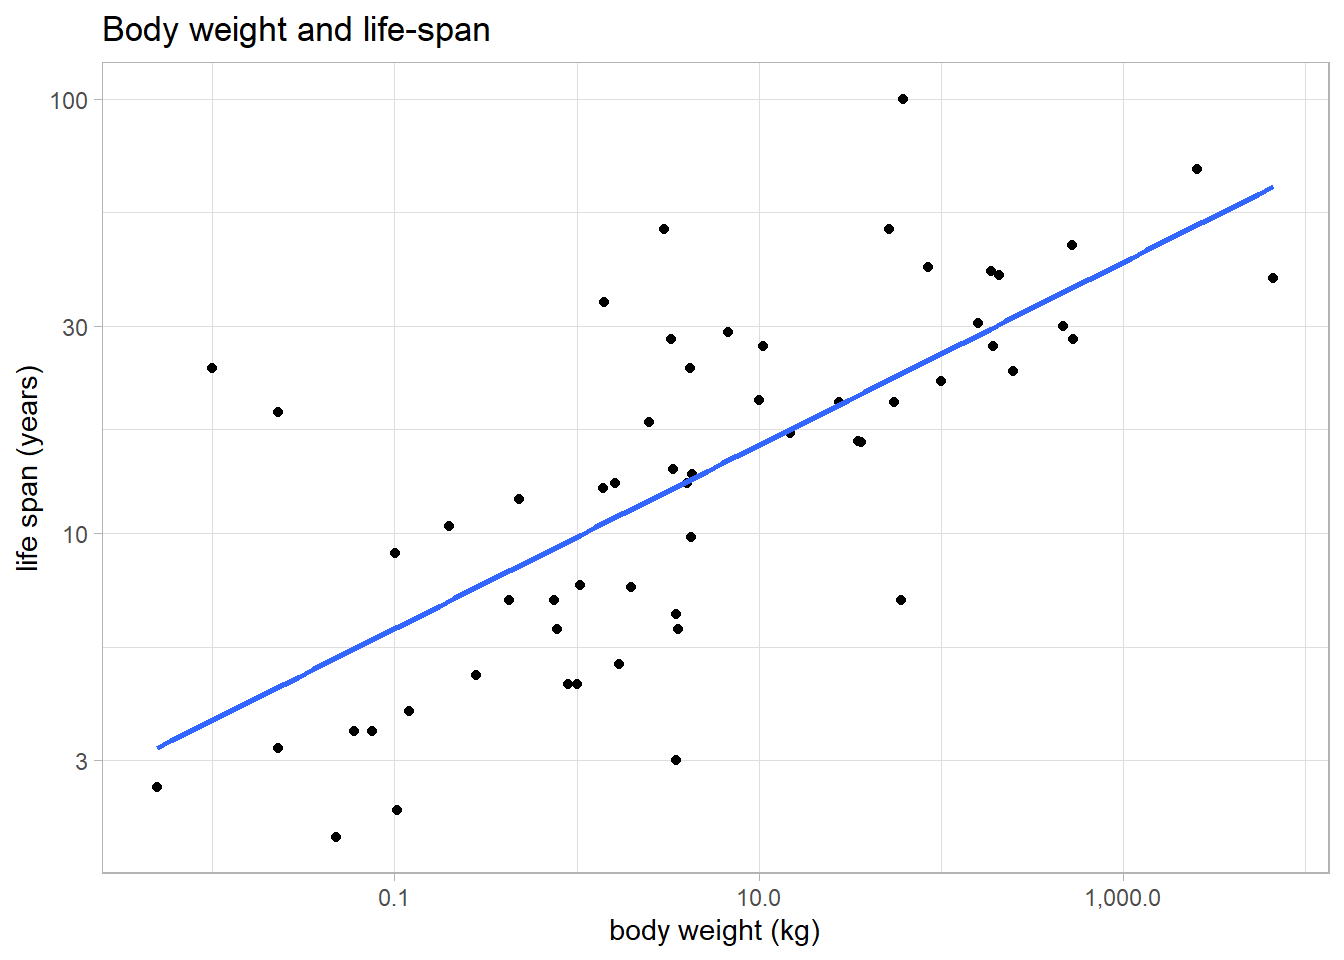 Body weight and life-span
100
30
10
3
life span (years)
0.1
10.0
1,000.0
body weight (kg)